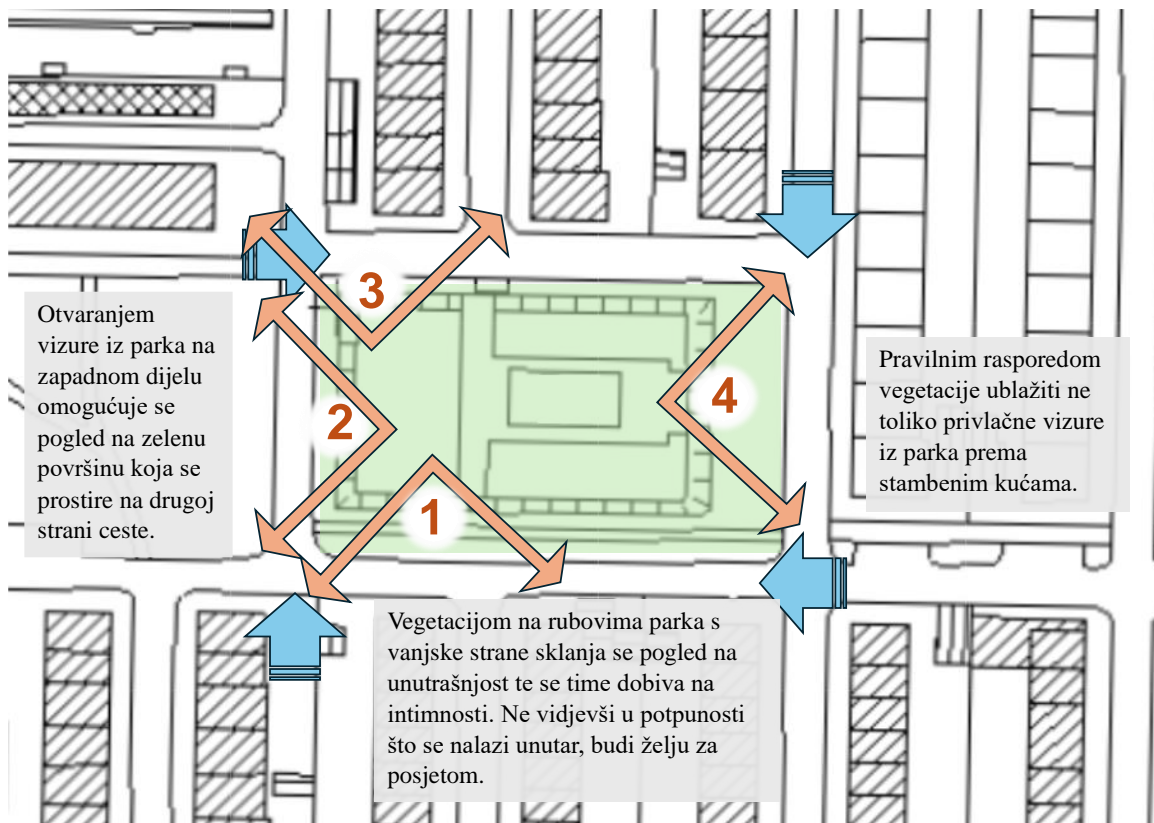 3
Otvaranjem
vizure iz parka na
zapadnom dijelu
omogućuje se
pogled na zelenu
površinu koja se
prostire na drugoj
strani ceste.
2
4
Pravilnim rasporedom
vegetacije ublažiti ne
toliko privlačne vizure
iz parka prema
stambenim kućama.
1
Vegetacijom na rubovima parka s
vanjske strane sklanja se pogled na
unutrašnjost te se time dobiva na
intimnosti. Ne vidjevši u potpunosti
što se nalazi unutar, budi želju za
posjetom.